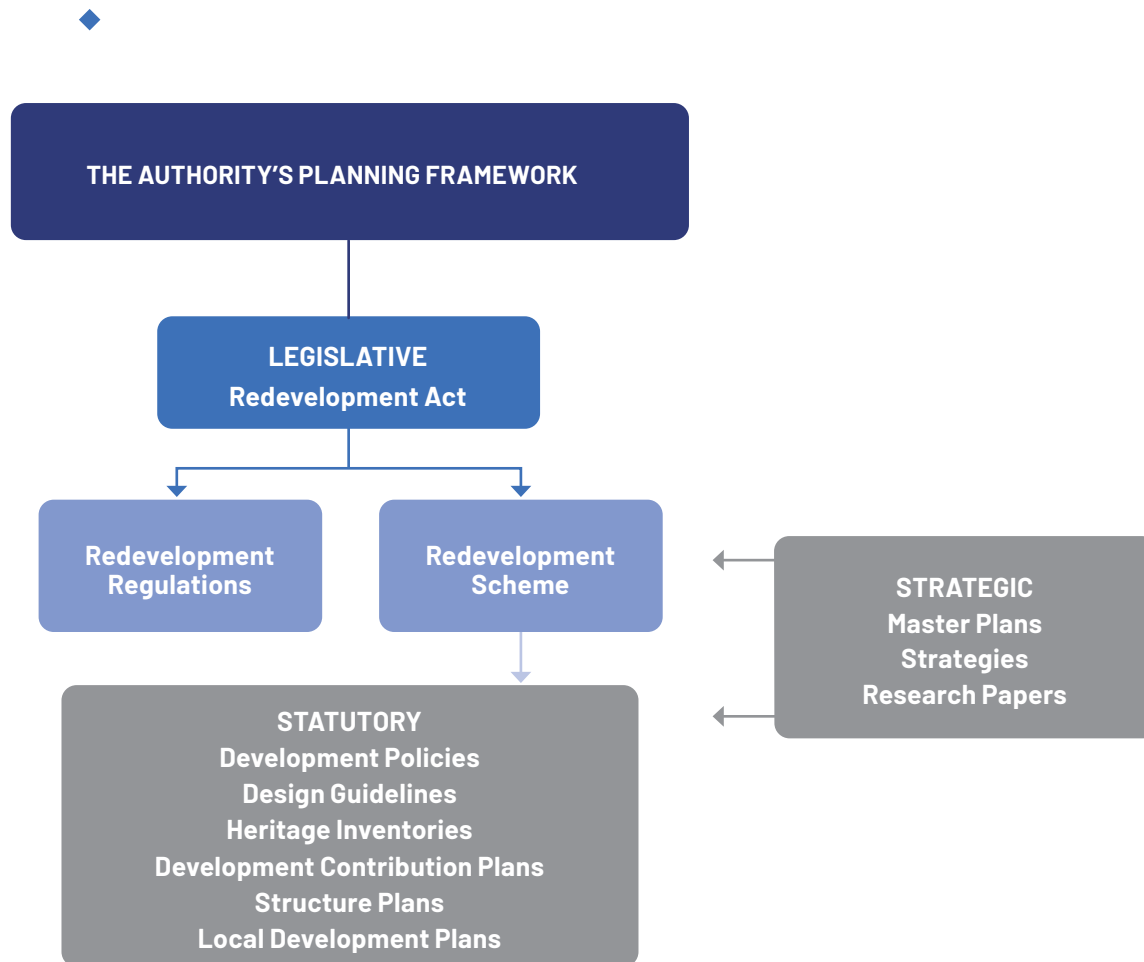 THE AUTHORITY’S PLANNING FRAMEWORK
LEGISLATIVE
Redevelopment Act
Redevelopment
Regulations
Redevelopment
Scheme
STRATEGIC
Master Plans
Strategies
Research Papers
STATUTORY
Development Policies
Design Guidelines
Heritage Inventories
Development Contribution Plans
Structure Plans
Local Development Plans